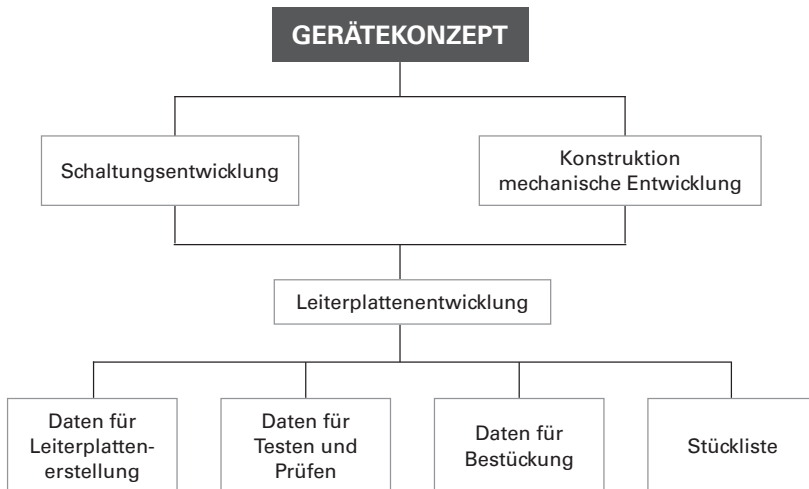 GERÄTEKONZEPT
Schaltungsentwicklung
Konstruktion
mechanische Entwicklung
Leiterplattenentwicklung
Daten für
Leiterplatten-
erstellung
Daten für
Testen und
Prüfen
Daten für
Bestückung
Stückliste